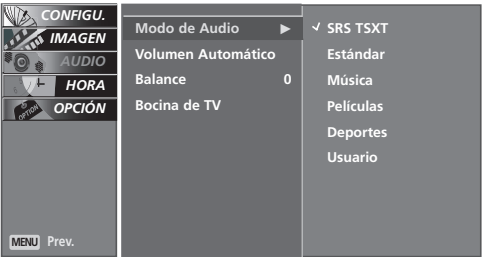 CONFIGU.
IMAGEN
AUDIO
HORA
OPTION
OPCIÓN
MENU Prev.
Modo de Audio ►
Volumen Automático
Balance 0
Bocina de TV
✓ SRS TSXT
Estándar
Música
Películas
Deportes
Usuario